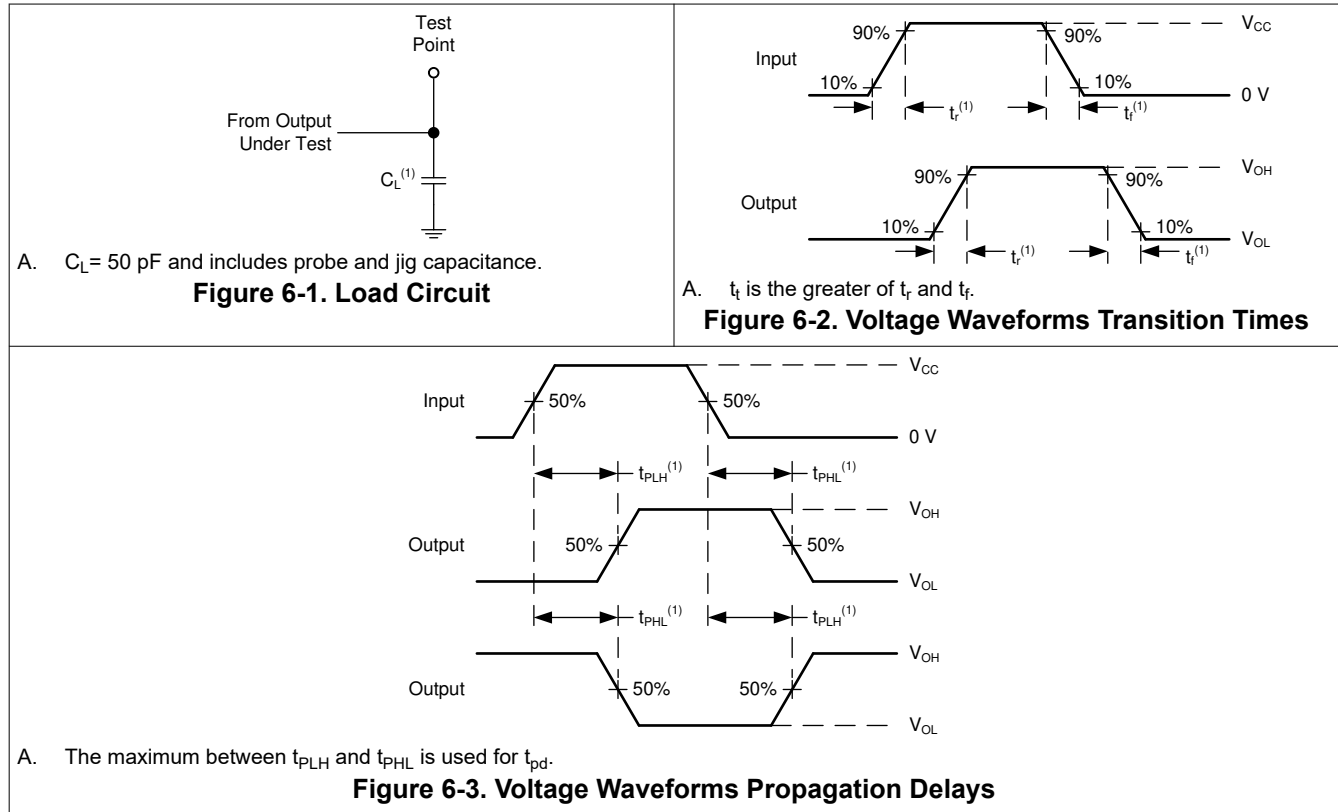 Test
Point
From Output
Under Test
C_L^(1)
A. C_L= 50 pF and includes probe and jig capacitance.
Figure 6-1. Load Circuit
V_CC
90%
90%
Input
10%
10%
0 V
t_r^(1)
t_f^(1)
V_OH
90%
90%
Output
10%
10%
V_OL
t_r^(1)
t_f^(1)
A. t_t is the greater of t_r and t_f.
Figure 6-2. Voltage Waveforms Transition Times
V_CC
Input
50%
50%
0 V
t_PLH^(1)
t_PHL^(1)
V_OH
Output
50%
50%
V_OL
t_PHL^(1)
t_PLH^(1)
V_OH
Output
50%
50%
V_OL
A. The maximum between t_PLH and t_PHL is used for t_pd.
Figure 6-3. Voltage Waveforms Propagation Delays